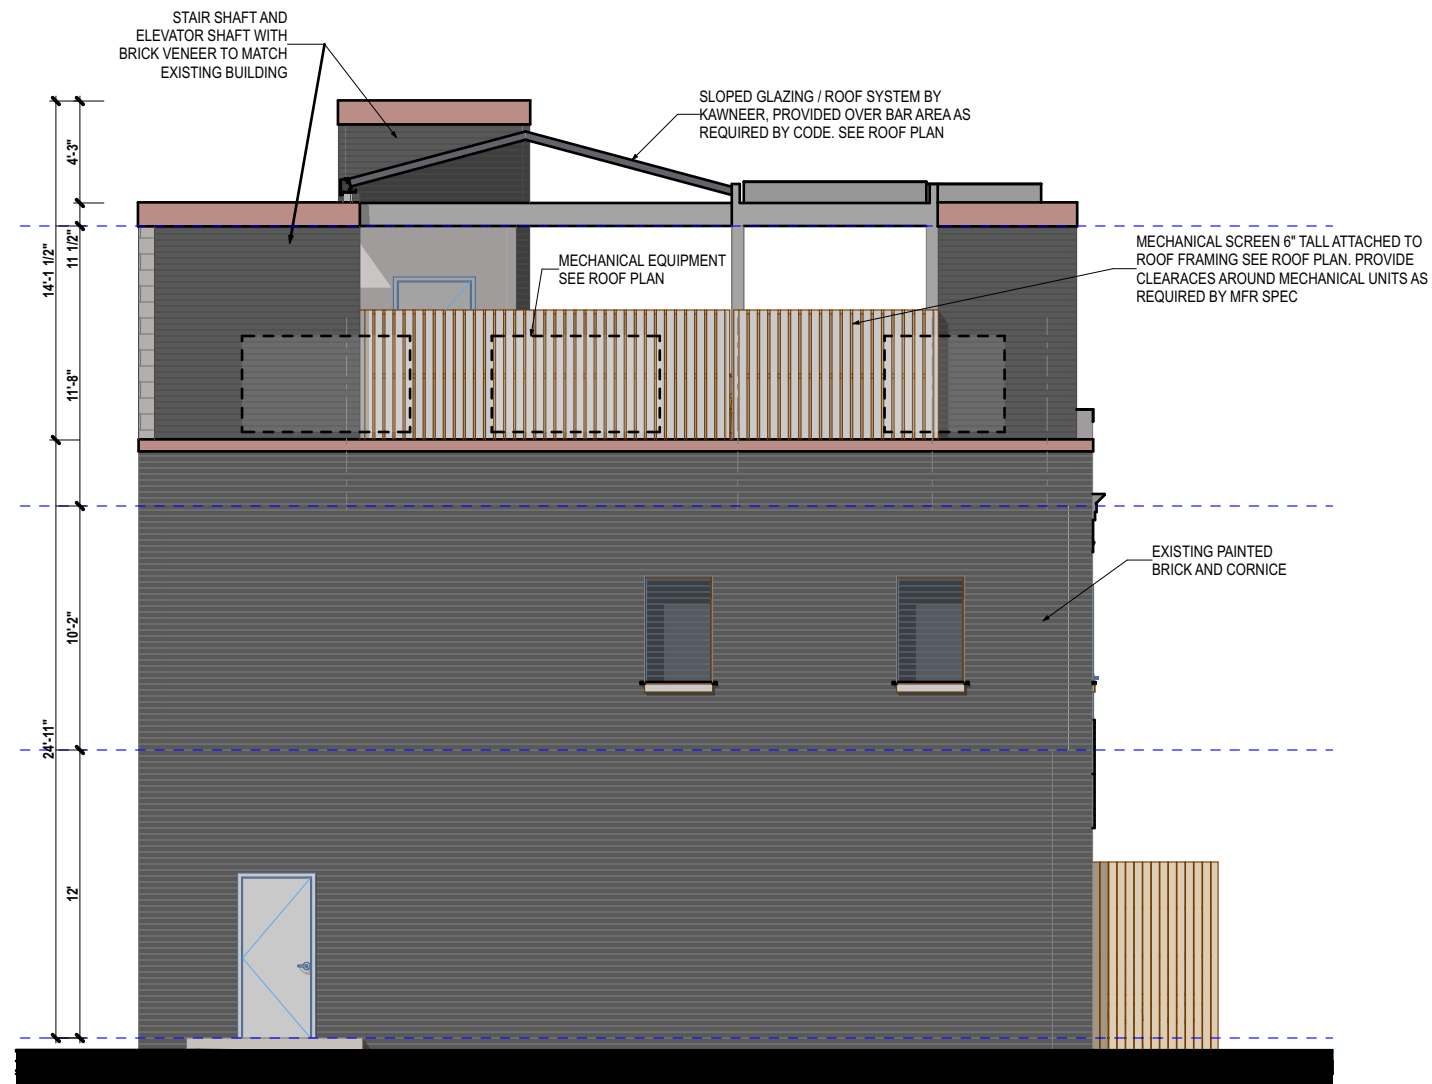 STAIR SHAFT AND
ELEVATOR SHAFT WITH
BRICK VENEER TO MATCH
EXISTING BUILDING
SLOPED GLAZING / ROOF SYSTEM BY
KAWNEER, PROVIDED OVER BAR AREA AS
REQUIRED BY CODE. SEE ROOF PLAN
MECHANICAL EQUIPMENT
SEE ROOF PLAN
MECHANICAL SCREEN 6" TALL ATTACHED TO
ROOF FRAMING SEE ROOF PLAN. PROVIDE
CLEARACES AROUND MECHANICAL UNITS AS
REQUIRED BY MFR SPEC
EXISTING PAINTED
BRICK AND CORNICE
4'-3"
11 1/2"
14'-1 1/2"
11'-8"
10'-2"
24'-11"
12'